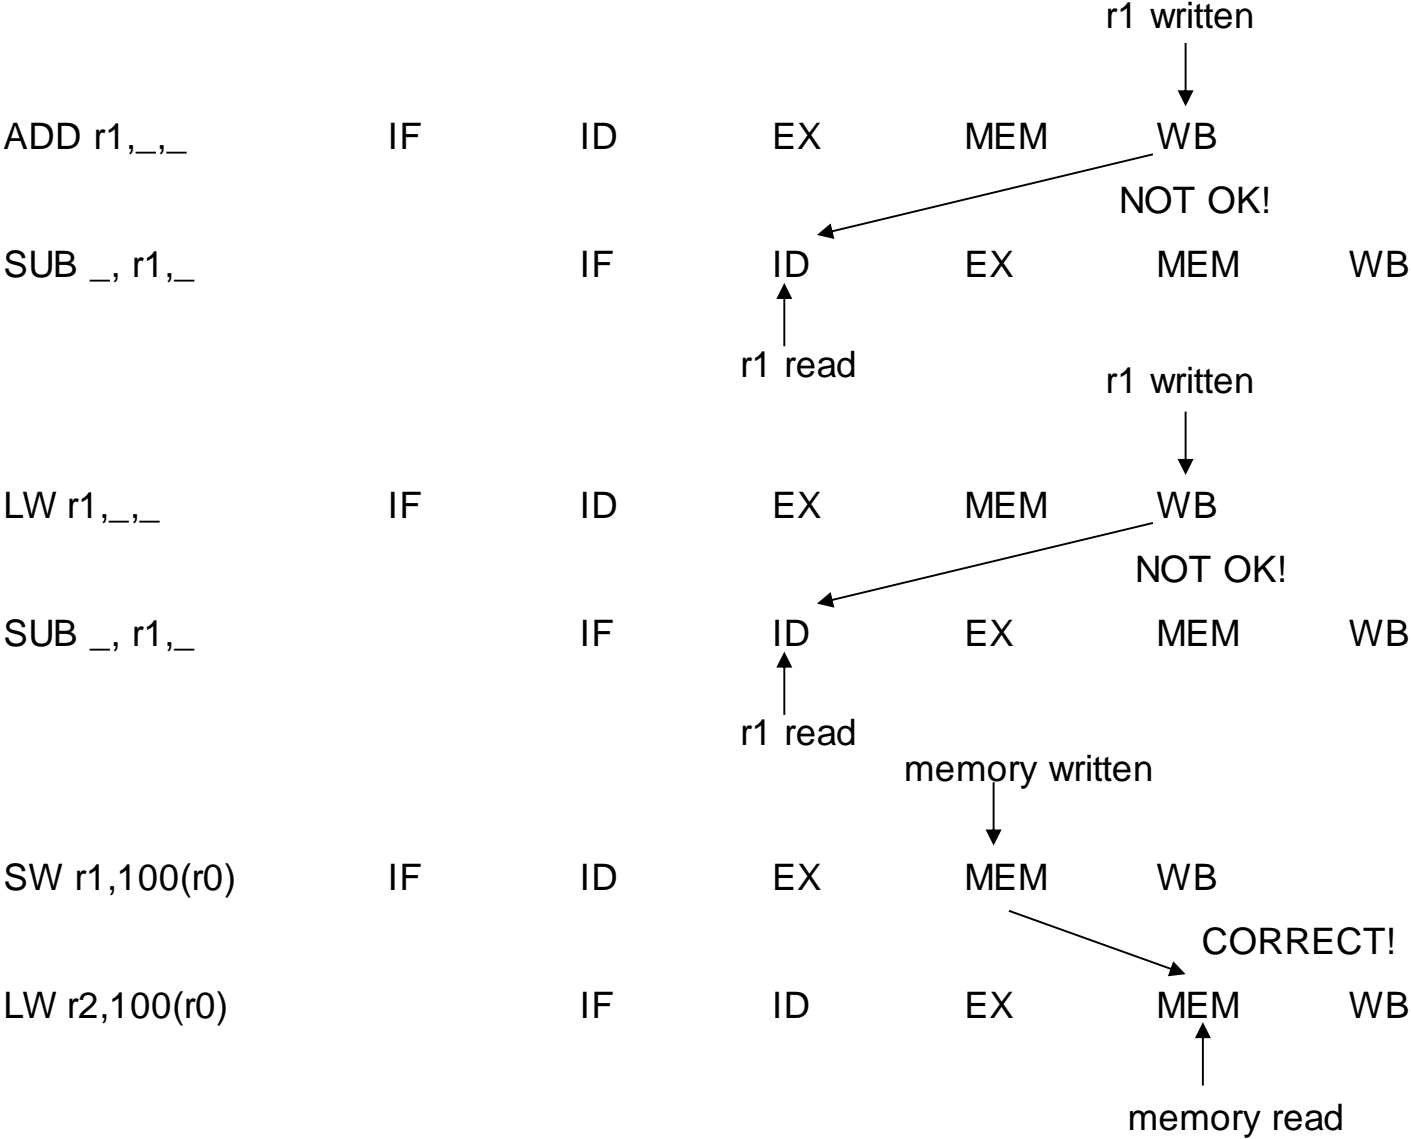 r1 written
ADD r1,_,_ IF ID EX MEM WB
NOT OK!
SUB _, r1,_ IF ID EX MEM WB
r1 read
r1 written
LW r1,_,_ IF ID EX MEM WB
NOT OK!
SUB _, r1,_ IF ID EX MEM WB
r1 read
memory written
SW r1,100(r0) IF ID EX MEM WB
CORRECT!
LW r2,100(r0) IF ID EX MEM WB
memory read